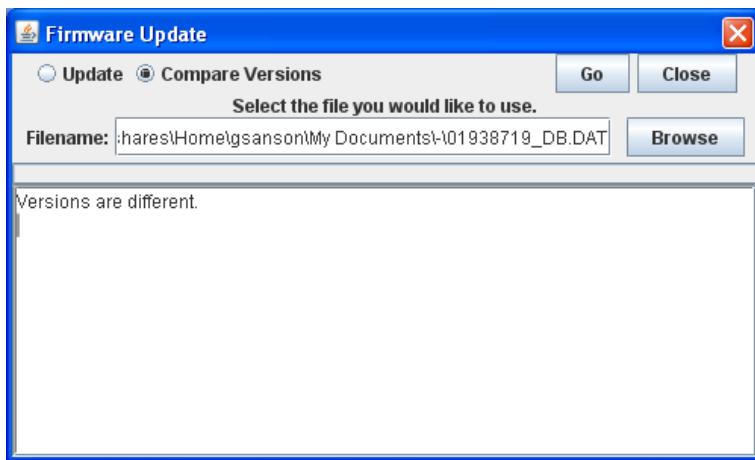 Firmware Update
Update Compare Versions Go Close
Select the file you would like to use.
Filename: :hares\Home\gsanson\My Documents\-\01938719_DB.DAT Browse
Versions are different.